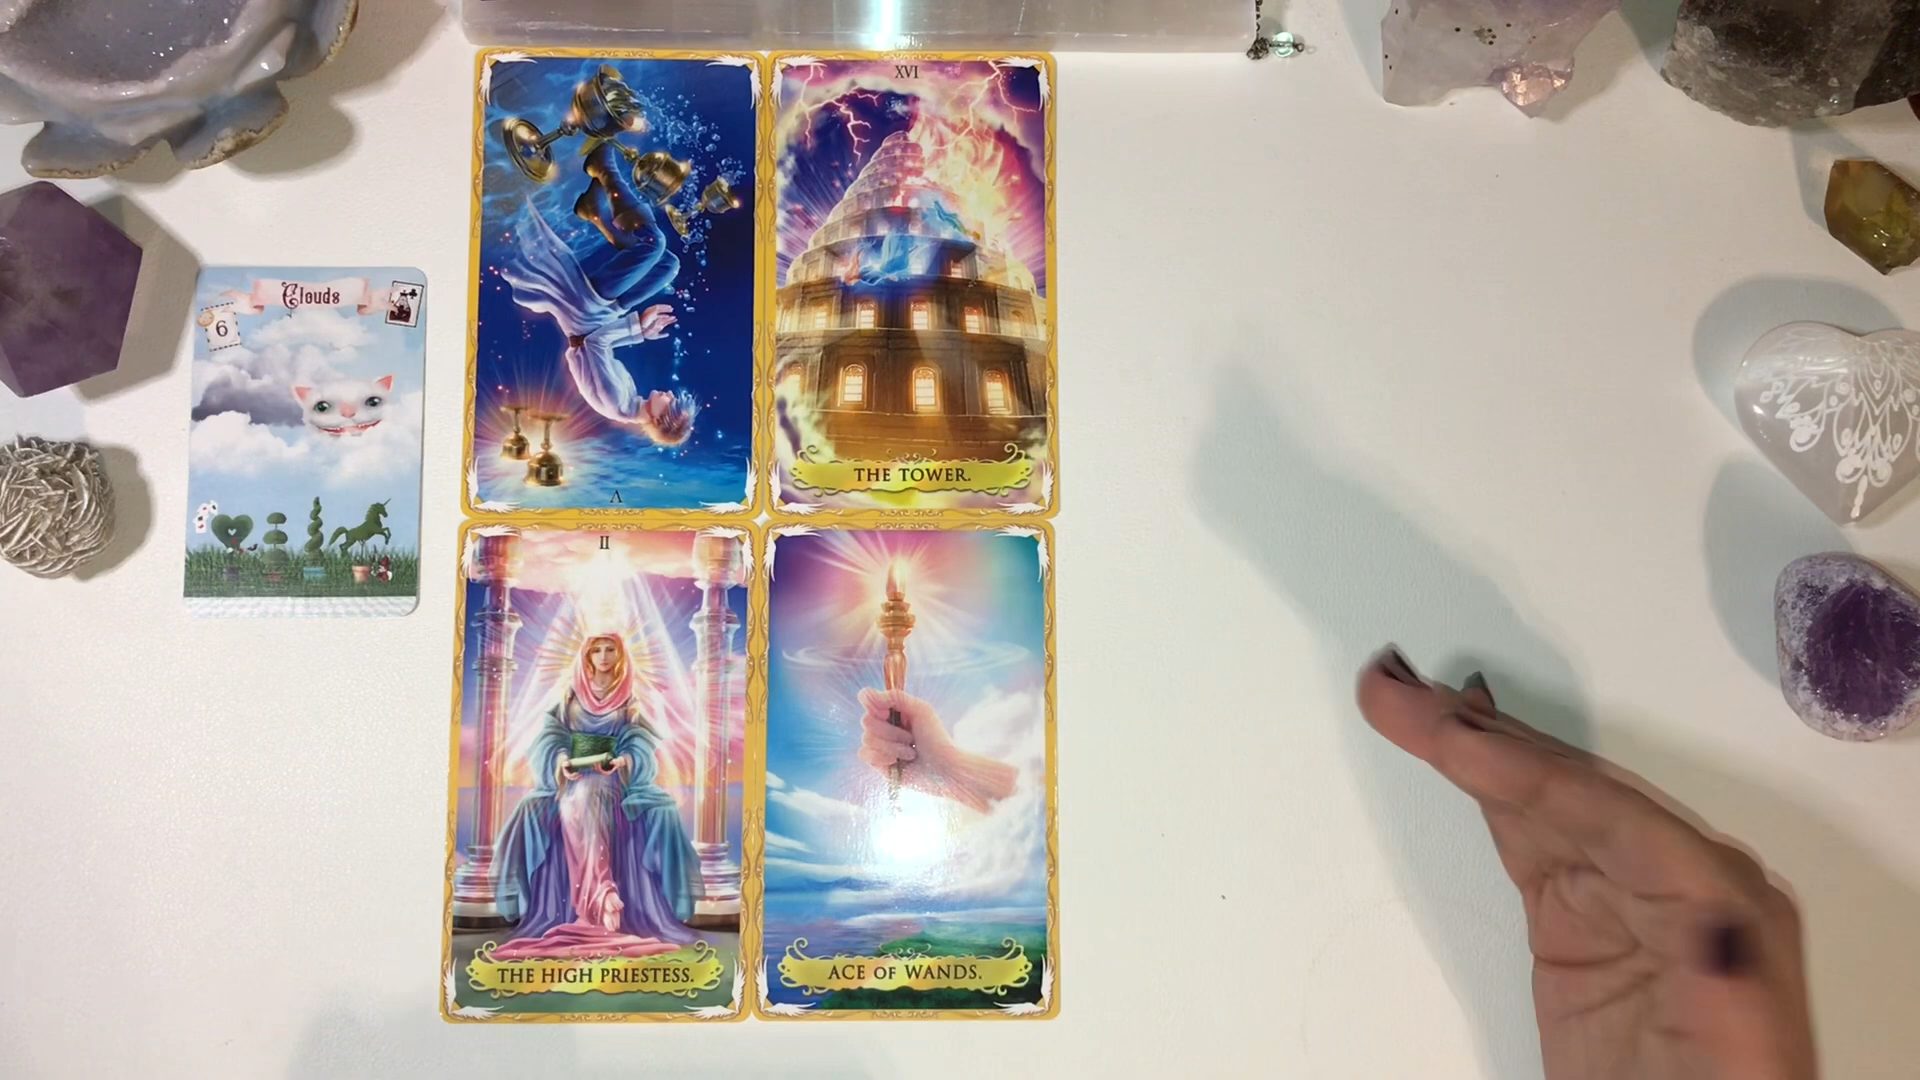 Clouds
6
V
XVI
THE TOWER.
II
THE HIGH PRIESTESS.
ACE OF WANDS.